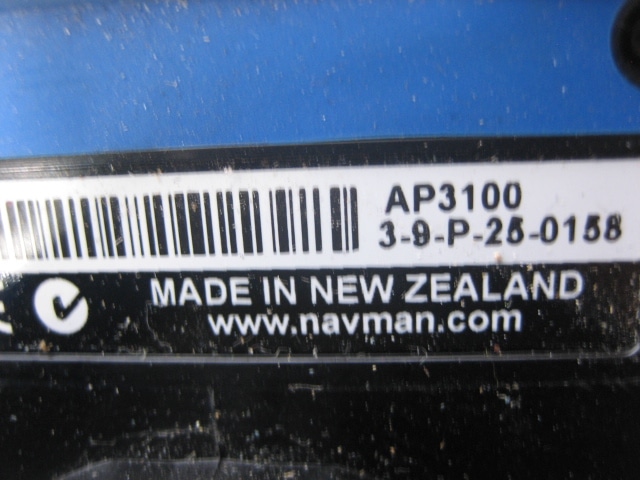 AP3100
3-9-P-25-0158
MADE IN NEW ZEALAND
www.navman.com